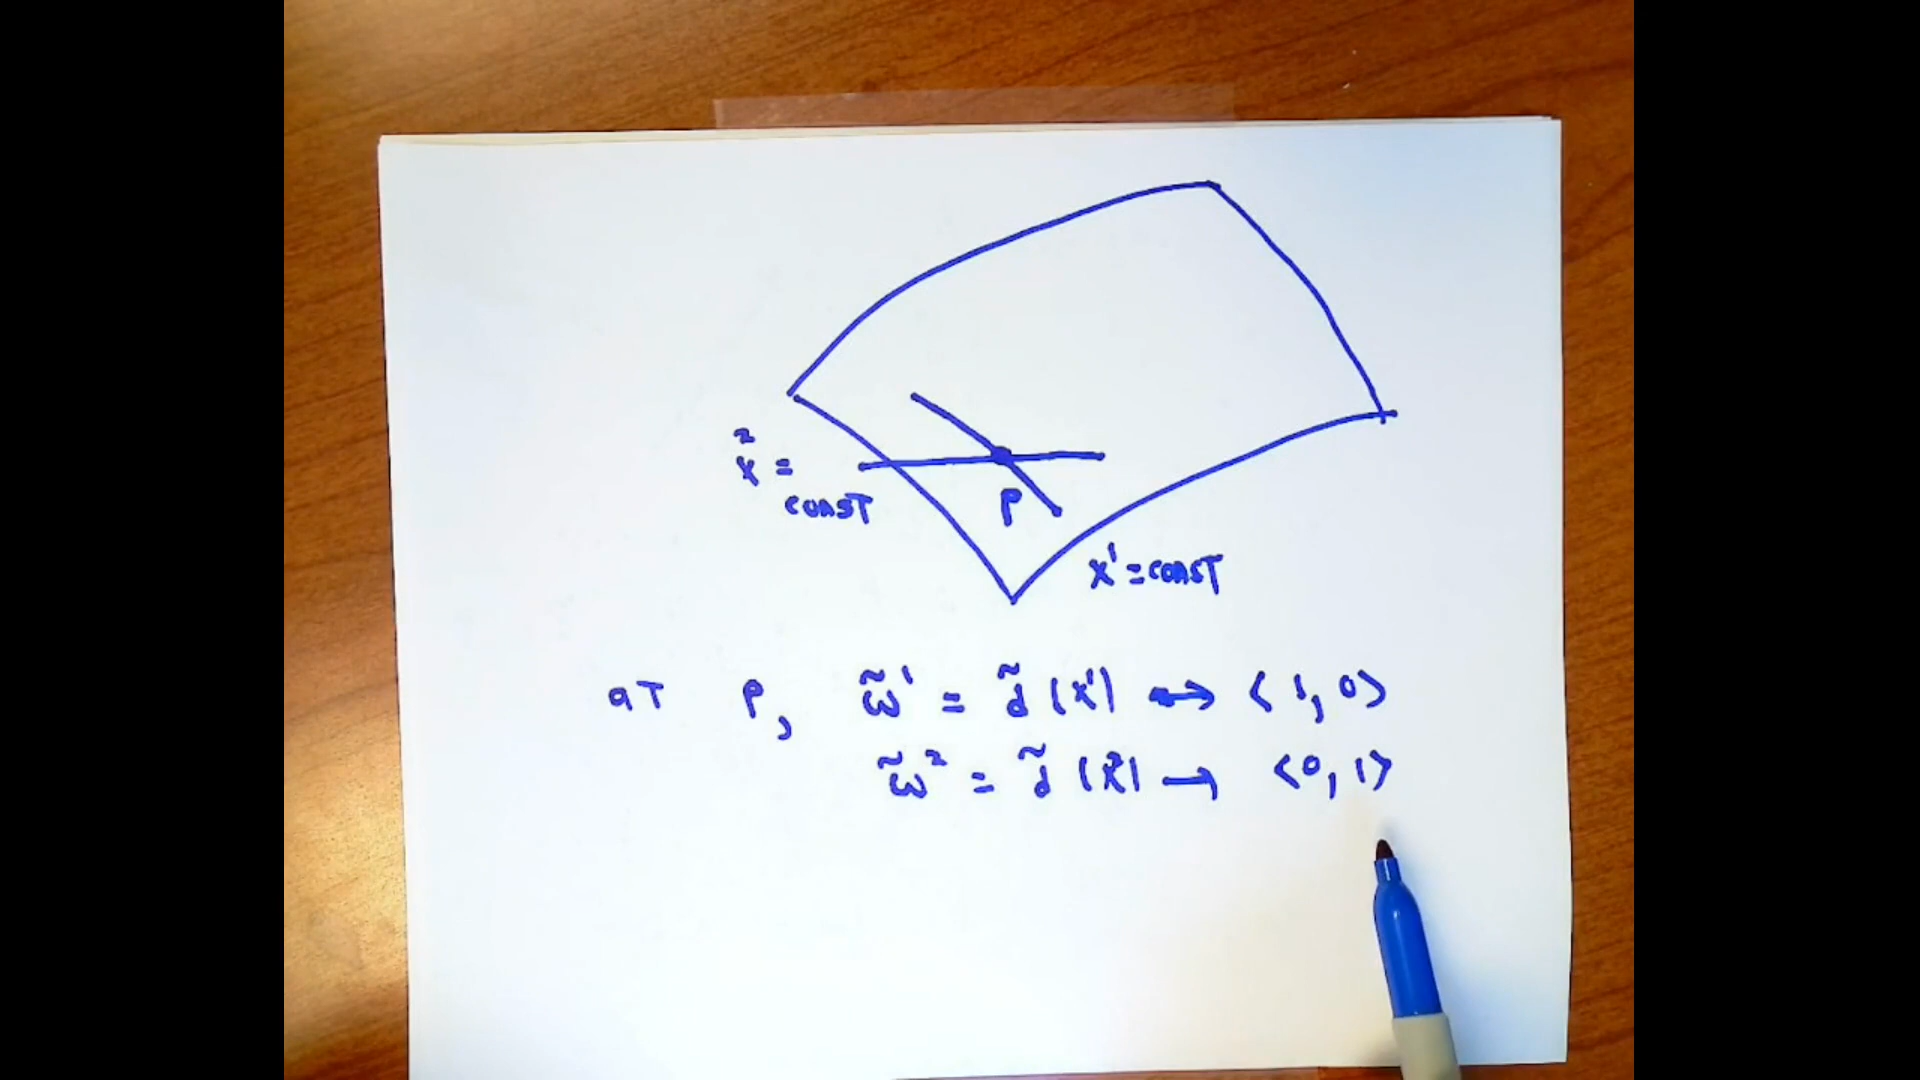 x² =
const
P
x¹ = const
at P, ω̃¹ = d̃(x¹) ↔ <1, 0>
ω̃² = d̃(x²) → <0, 1>